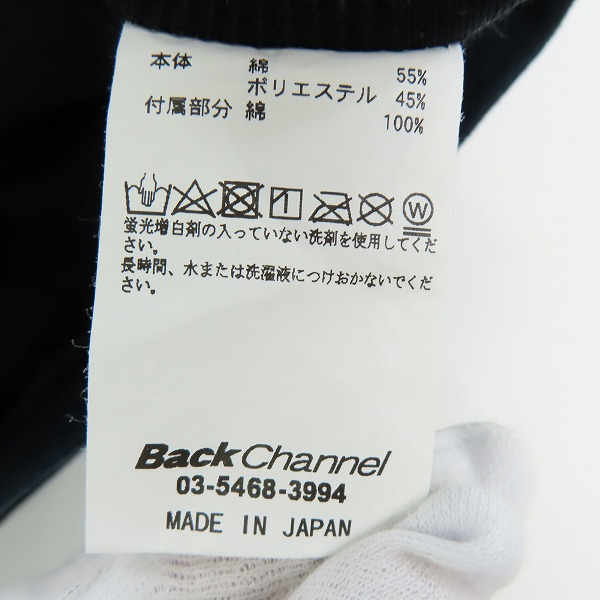 本体 綿 55%
ポリエステル 45%
付属部分 綿 100%
W
蛍光増白剤の入っていない洗剤を使用してくだ
さい。
長時間、水または洗濯液につけおかないでくだ
さい。
Back Channel
03-5468-3994
MADE IN JAPAN